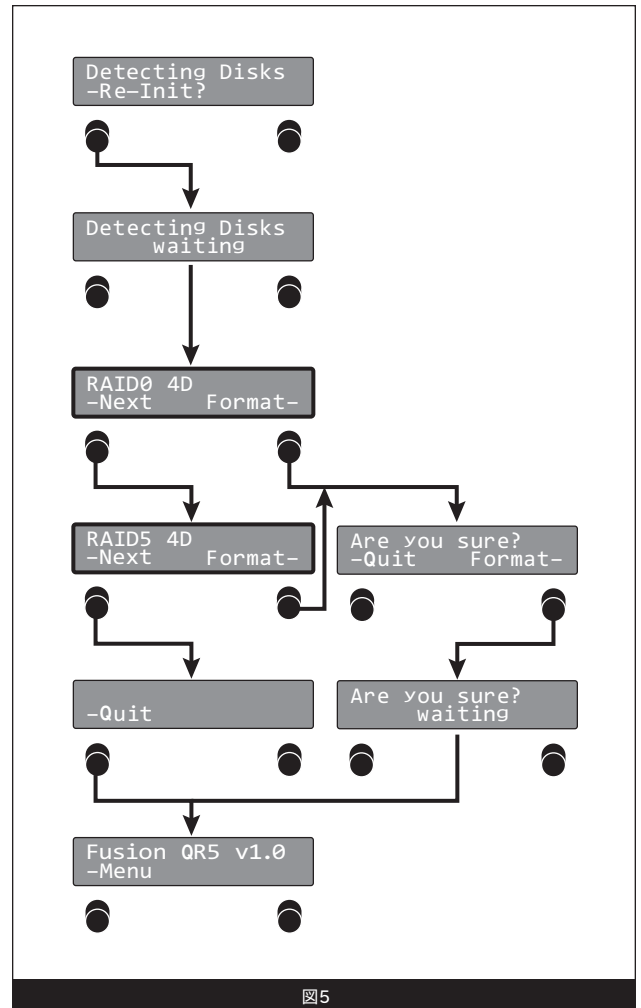 Detecting Disks
-Re-Init?
Detecting Disks
waiting
RAID0 4D
-Next Format-
RAID5 4D
-Next Format-
Are you sure?
-Quit Format-
-Quit
Are you sure?
waiting
Fusion QR5 v1.0
-Menu
図5